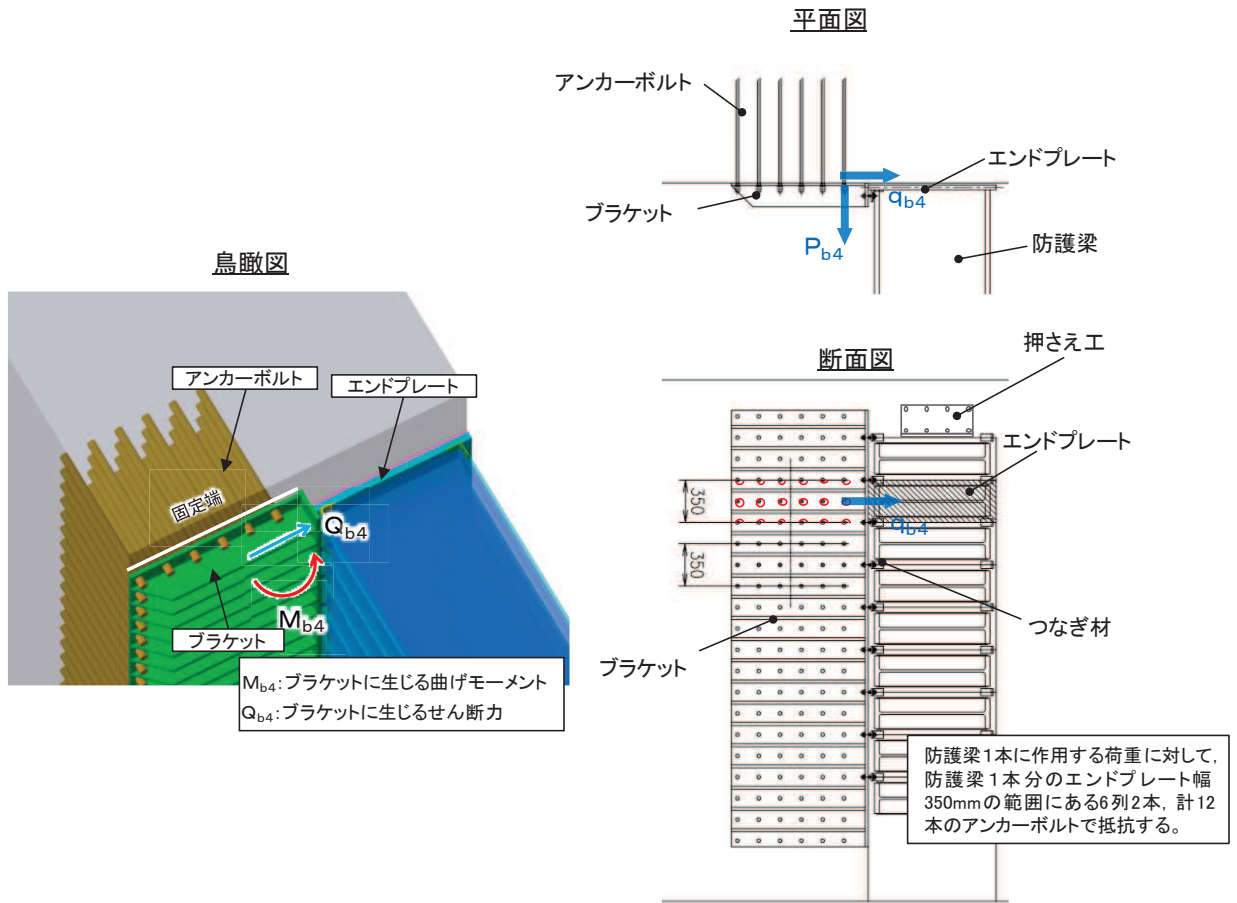 平面図
アンカーボルト
エンドプレート
ブラケット
qb4
Pb4
防護梁
鳥瞰図
アンカーボルト
エンドプレート
固定端
Qb4
Mb4
ブラケット
Mb4:ブラケットに生じる曲げモーメント
Qb4:ブラケットに生じるせん断力
断面図
押さえ工
エンドプレート
350
qb4
350
つなぎ材
ブラケット
防護梁1本に作用する荷重に対して,
防護梁1本分のエンドプレート幅
350mmの範囲にある6列2本, 計12
本のアンカーボルトで抵抗する。